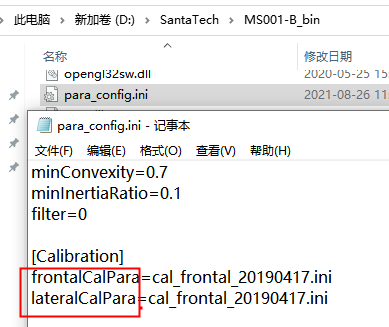 此电脑 > 新加卷 (D:) > SantaTech > MS001-B_bin
名称 修改日期
opengl32sw.dll 2020-05-25 15
para_config.ini 2021-08-26 11
para_config.ini - 记事本
文件(F) 编辑(E) 格式(O) 查看(V) 帮助(H)
minConvexity=0.7
minInertiaRatio=0.1
filter=0
[Calibration]
frontalCalPara=cal_frontal_20190417.ini
lateralCalPara=cal_frontal_20190417.ini